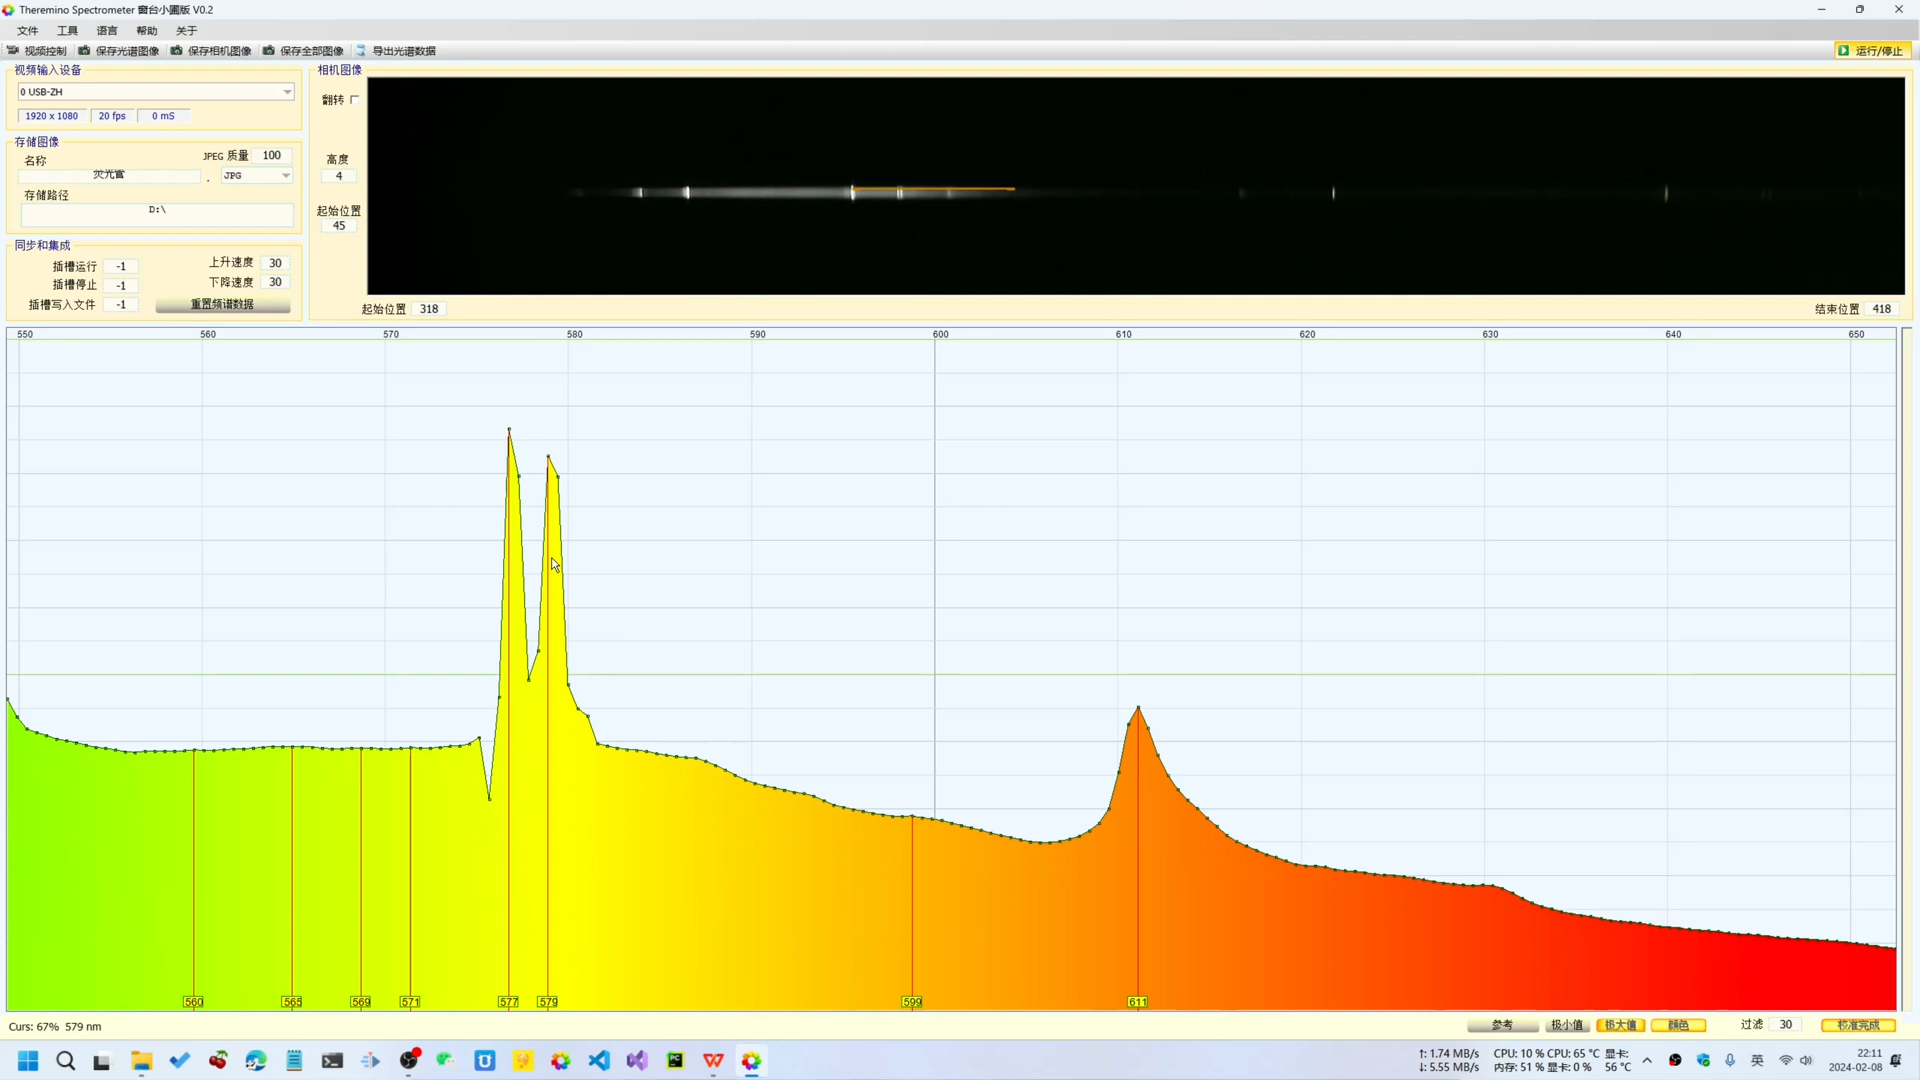 Theremino Spectrometer 窗台小圃版 V0.2
文件 工具 语言 帮助 关于
视频控制 保存光谱图像 保存相机图像 保存全部图像 导出光谱数据 运行/停止
视频输入设备
0 USB-ZH
1920 x 1080 20 fps 0 mS
存储图像
名称 JPEG 质量 100
荧光管 . JPG
存储路径
D:\
同步和集成
插槽运行 -1 上升速度 30
插槽停止 -1 下降速度 30
插槽写入文件 -1 重置频谱数据
相机图像
翻转
高度
4
起始位置
45
起始位置 318 结束位置 418
550 560 570 580 590 600 610 620 630 640 650
560 565 569 571 577 579 599 611
Curs: 67% 579 nm 参考 极小值 极大值 颜色 过滤 30 校准完成
↑: 1.74 MB/s CPU: 10 % CPU: 65 °C 显卡:
↓: 5.55 MB/s 内存: 51 % 显卡: 0 % 56 °C
英
22:11
2024-02-08